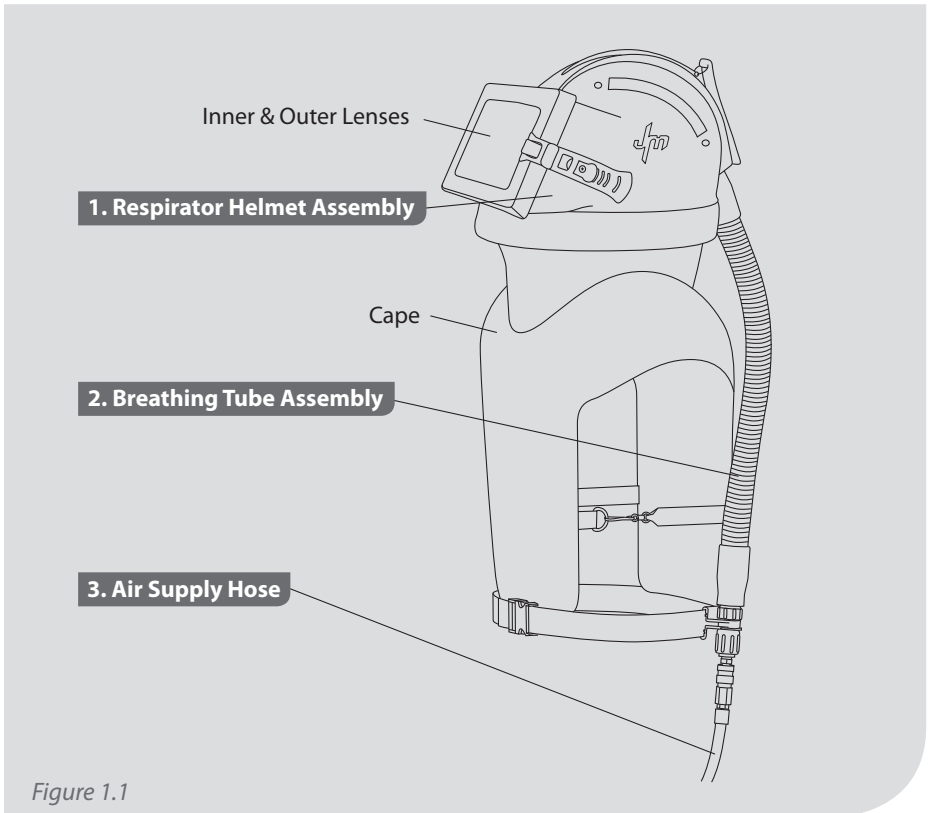 Inner & Outer Lenses
1. Respirator Helmet Assembly
Cape
2. Breathing Tube Assembly
3. Air Supply Hose
Figure 1.1